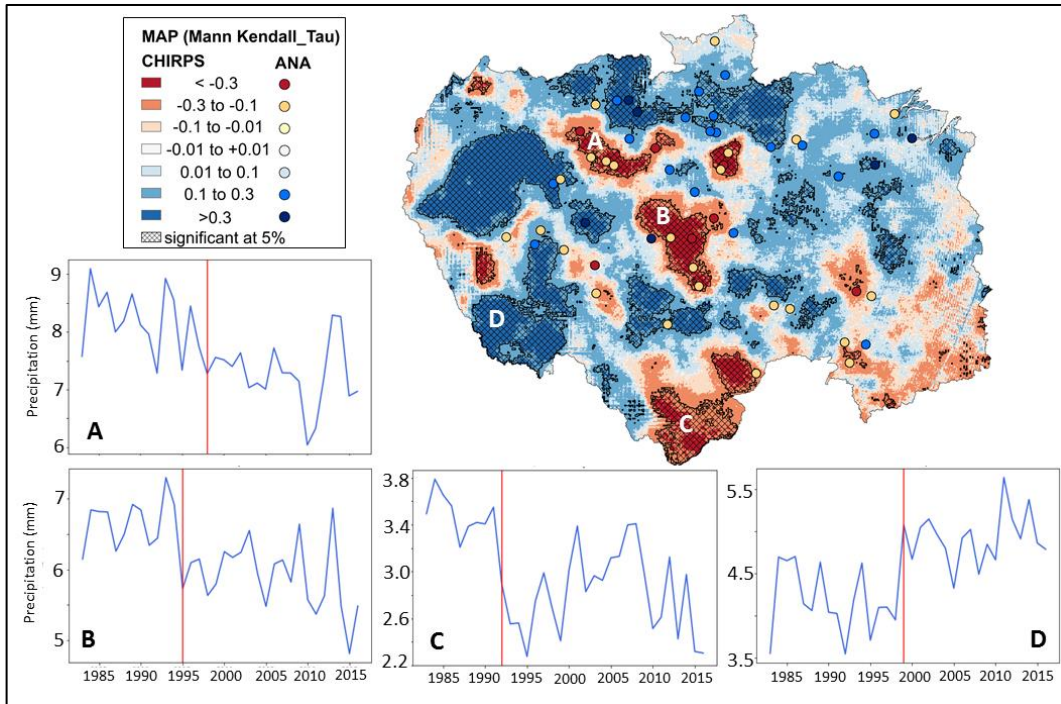 MAP (Mann Kendall_Tau)
CHIRPS ANA
< -0.3
-0.3 to -0.1
-0.1 to -0.01
-0.01 to +0.01
0.01 to 0.1
0.1 to 0.3
>0.3
significant at 5%
A
B
C
D
Precipitation (mm)
9
8
7
6
A
Precipitation (mm)
7
6
5
B
1985 1990 1995 2000 2005 2010 2015
3.8
3.4
3.0
2.6
2.2
C
1985 1990 1995 2000 2005 2010 2015
5.5
4.5
3.5
D
1985 1990 1995 2000 2005 2010 2015